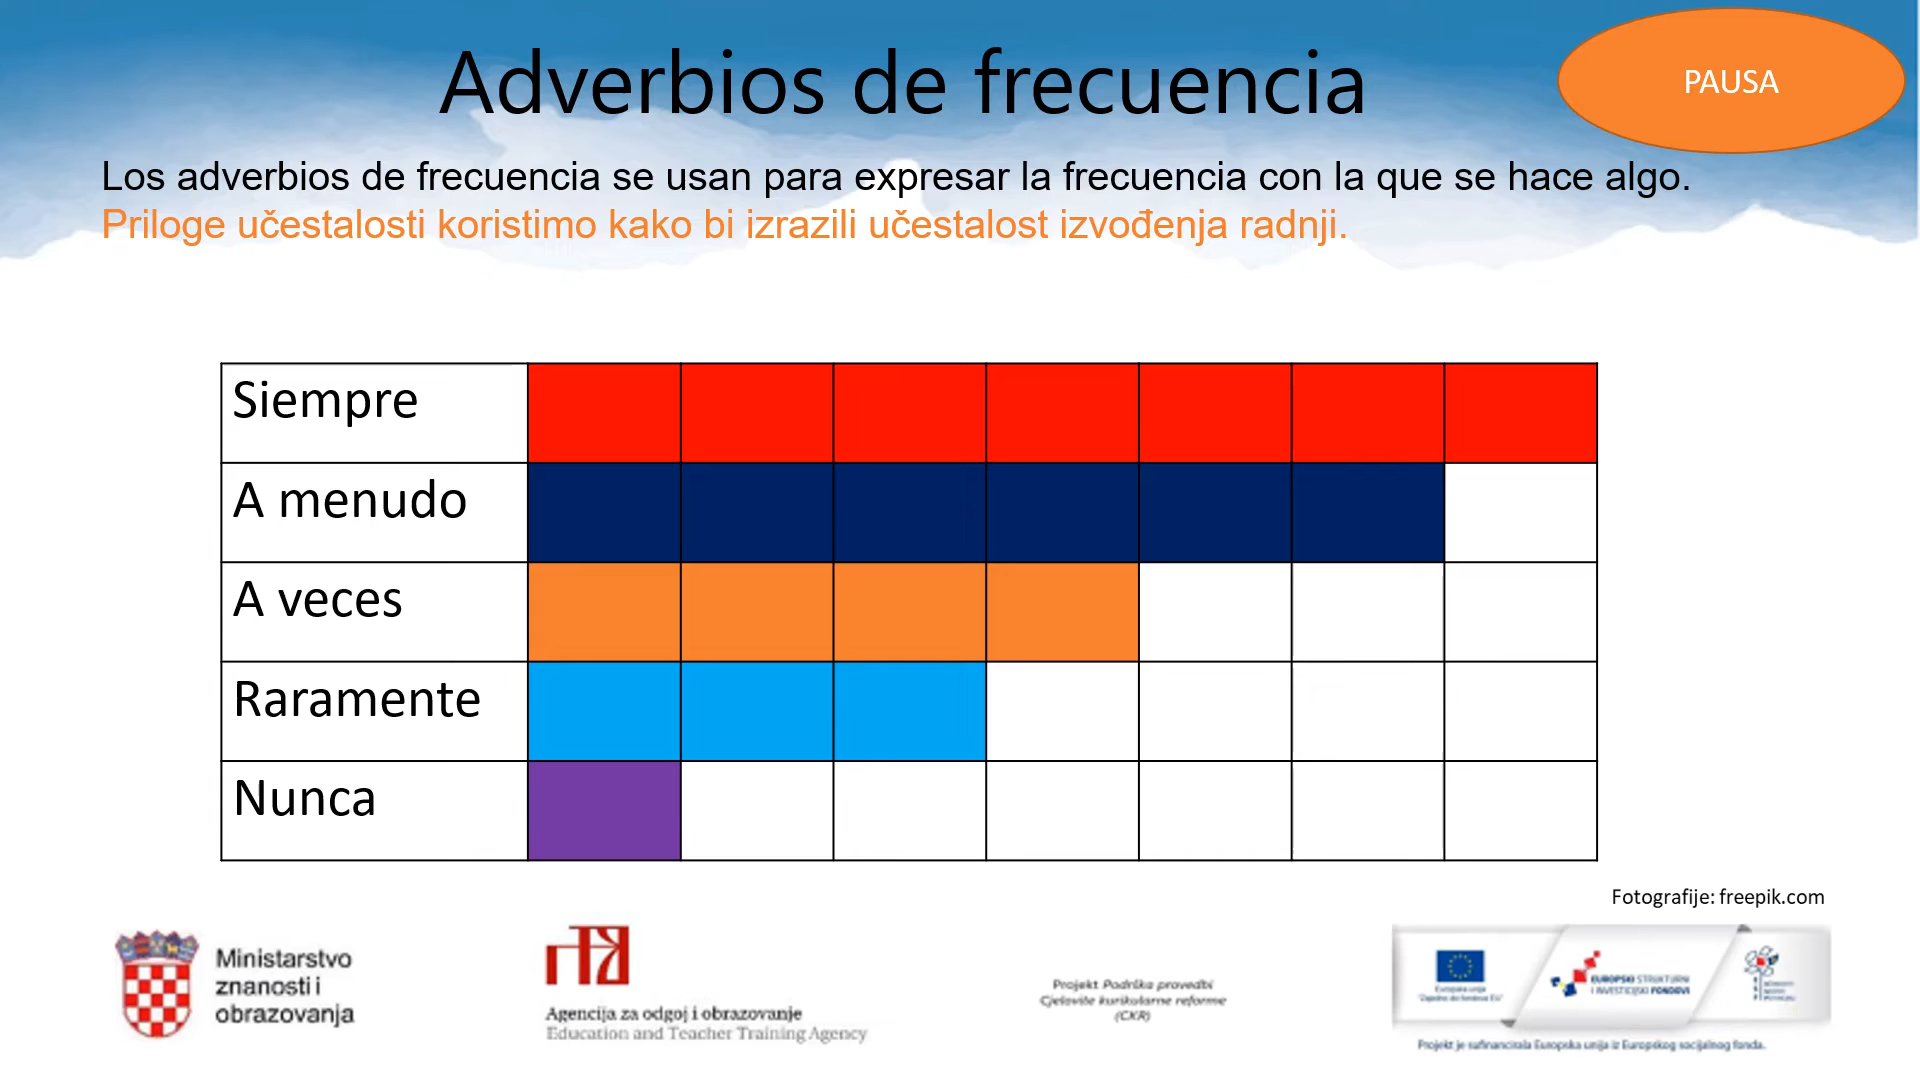 Adverbios de frecuencia
PAUSA
Los adverbios de frecuencia se usan para expresar la frecuencia con la que se hace algo.
Priloge učestalosti koristimo kako bi izrazili učestalost izvođenja radnji.
Siempre
A menudo
A veces
Raramente
Nunca
Fotografije: freepik.com
Ministarstvo
znanosti i
obrazovanja
Agencija za odgoj i obrazovanje
Education and Teacher Training Agency
Projekt Podrška provedbi
Cjelovite kurikularne reforme
(CKR)
EUROPSKI STRUKTURNI
I INVESTICIJSKI FONDOVI
Projekt je sufinancirala Europska unija iz Europskog socijalnog fonda.